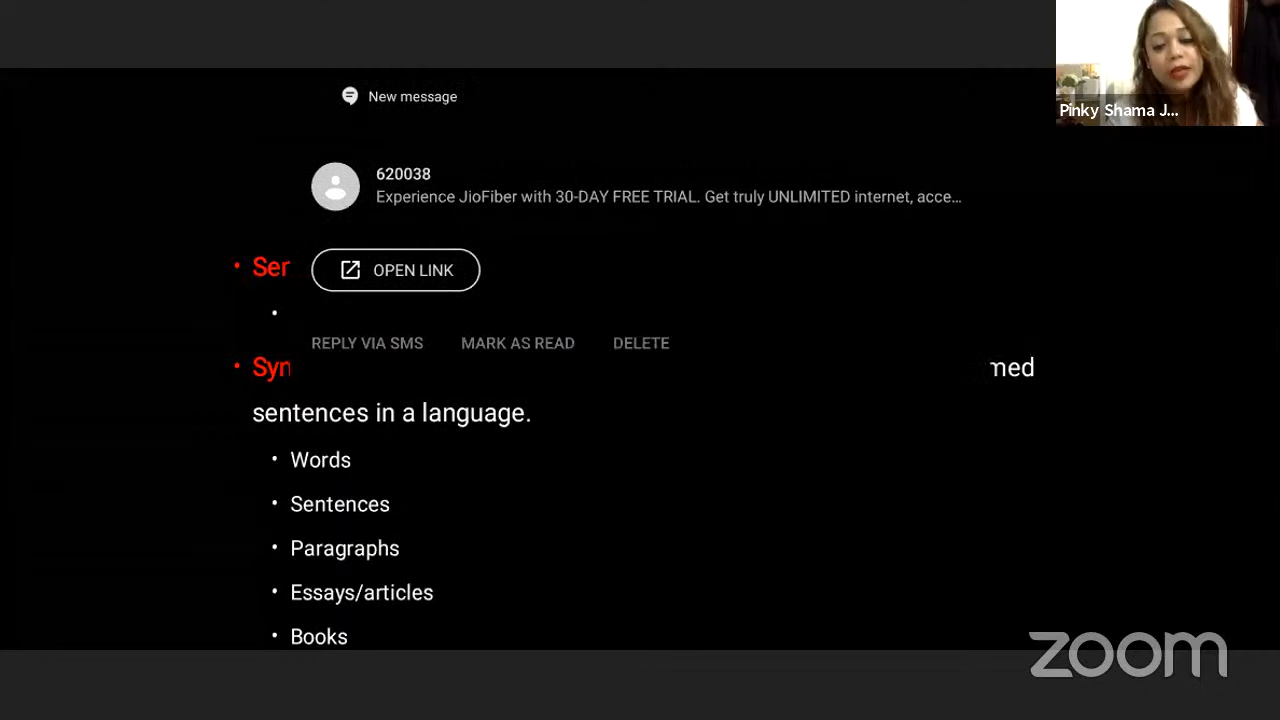 Pinky Shama J...
New message
620038
Experience JioFiber with 30-DAY FREE TRIAL. Get truly UNLIMITED internet, acce...
• Ser
OPEN LINK
•
REPLY VIA SMS MARK AS READ DELETE
• Syn med
sentences in a language.
• Words
• Sentences
• Paragraphs
• Essays/articles
• Books
zoom